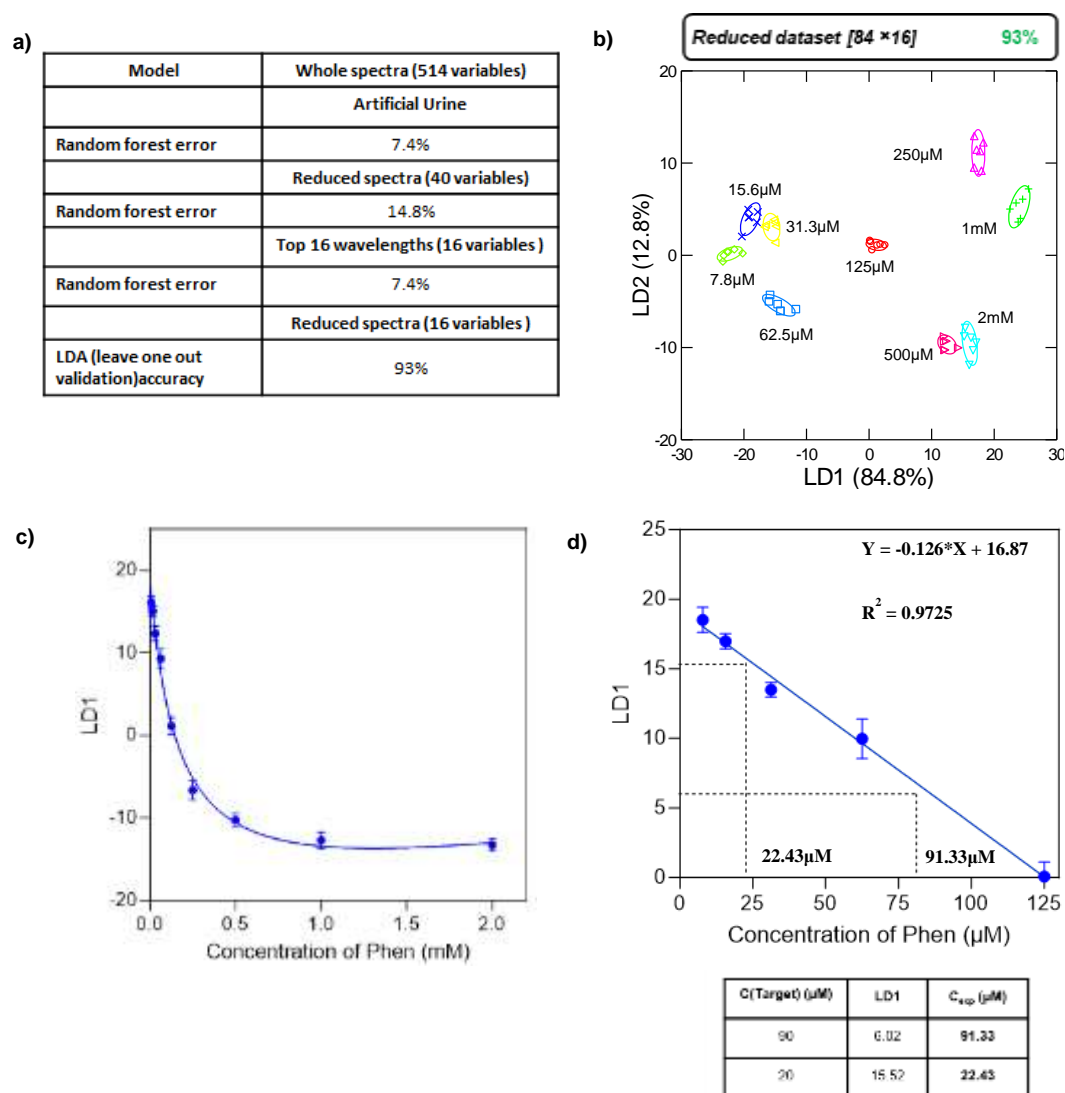 a)
Model Whole spectra (514 variables)
Artificial Urine
Random forest error 7.4%
Reduced spectra (40 variables)
Random forest error 14.8%
Top 16 wavelengths (16 variables )
Random forest error 7.4%
Reduced spectra (16 variables )
LDA (leave one out
validation)accuracy 93%
b)
Reduced dataset [84 ×16] 93%
20
10
0
-10
-20
LD2 (12.8%)
250µM
15.6µM
31.3µM
1mM
125µM
7.8µM
62.5µM
2mM
500µM
-30 -20 -10 0 10 20 30
LD1 (84.8%)
c)
20
10
0
-10
-20
LD1
0.0 0.5 1.0 1.5 2.0
Concentration of Phen (mM)
d)
25
20
15
10
5
0
LD1
Y = -0.126*X + 16.87
R² = 0.9725
22.43µM 91.33µM
0 25 50 75 100 125
Concentration of Phen (µM)
C(Target) (µM) LD1 Cexp (µM)
90 6.02 91.33
20 15.52 22.43